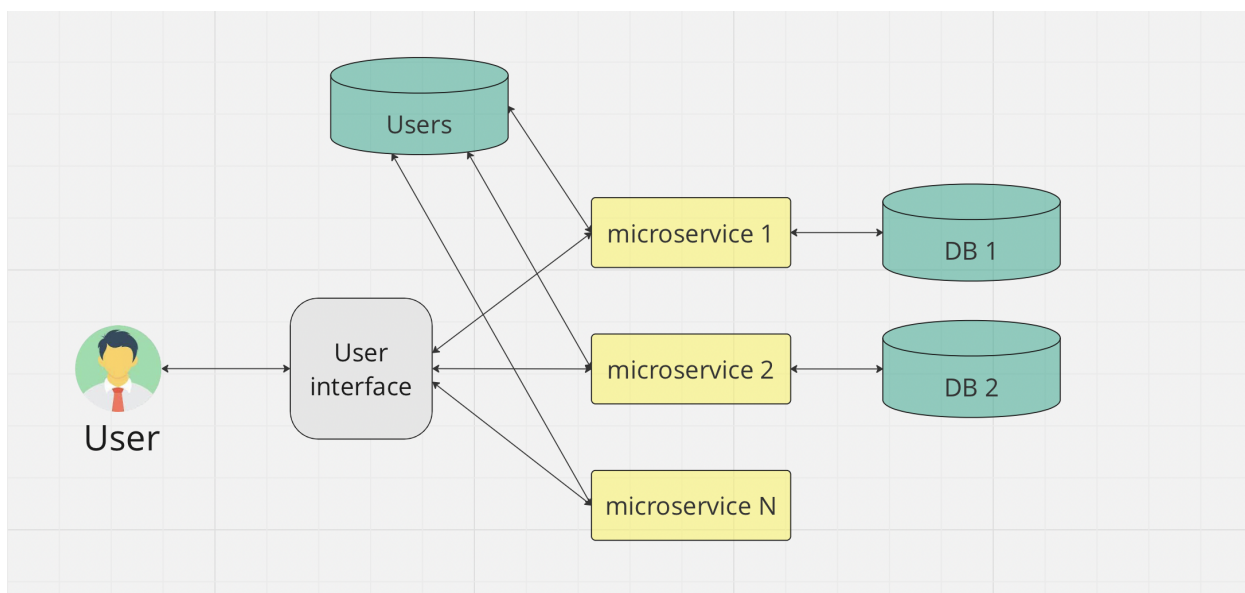 Users
microservice 1
DB 1
User
interface
microservice 2
DB 2
User
microservice N